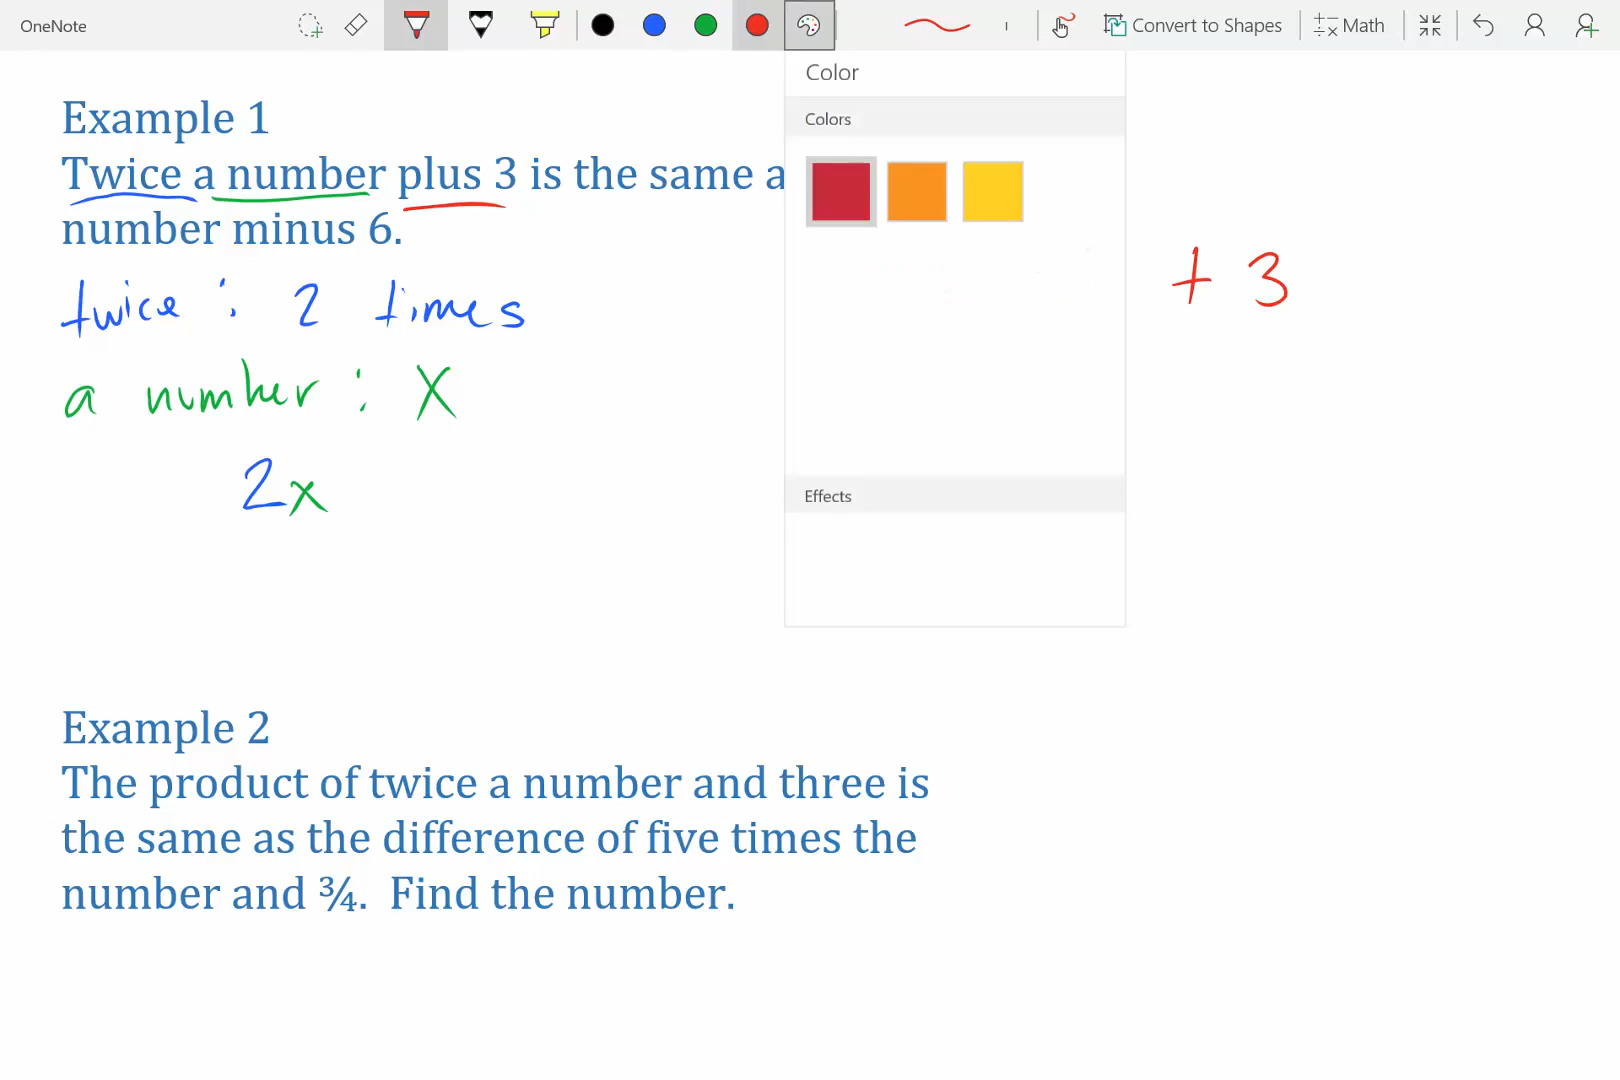 OneNote
Convert to Shapes
Math
Color
Colors
Effects
Example 1
Twice a number plus 3 is the same a
number minus 6.
twice : 2 times
+ 3
a number : X
2x
Example 2
The product of twice a number and three is
the same as the difference of five times the
number and ¾. Find the number.